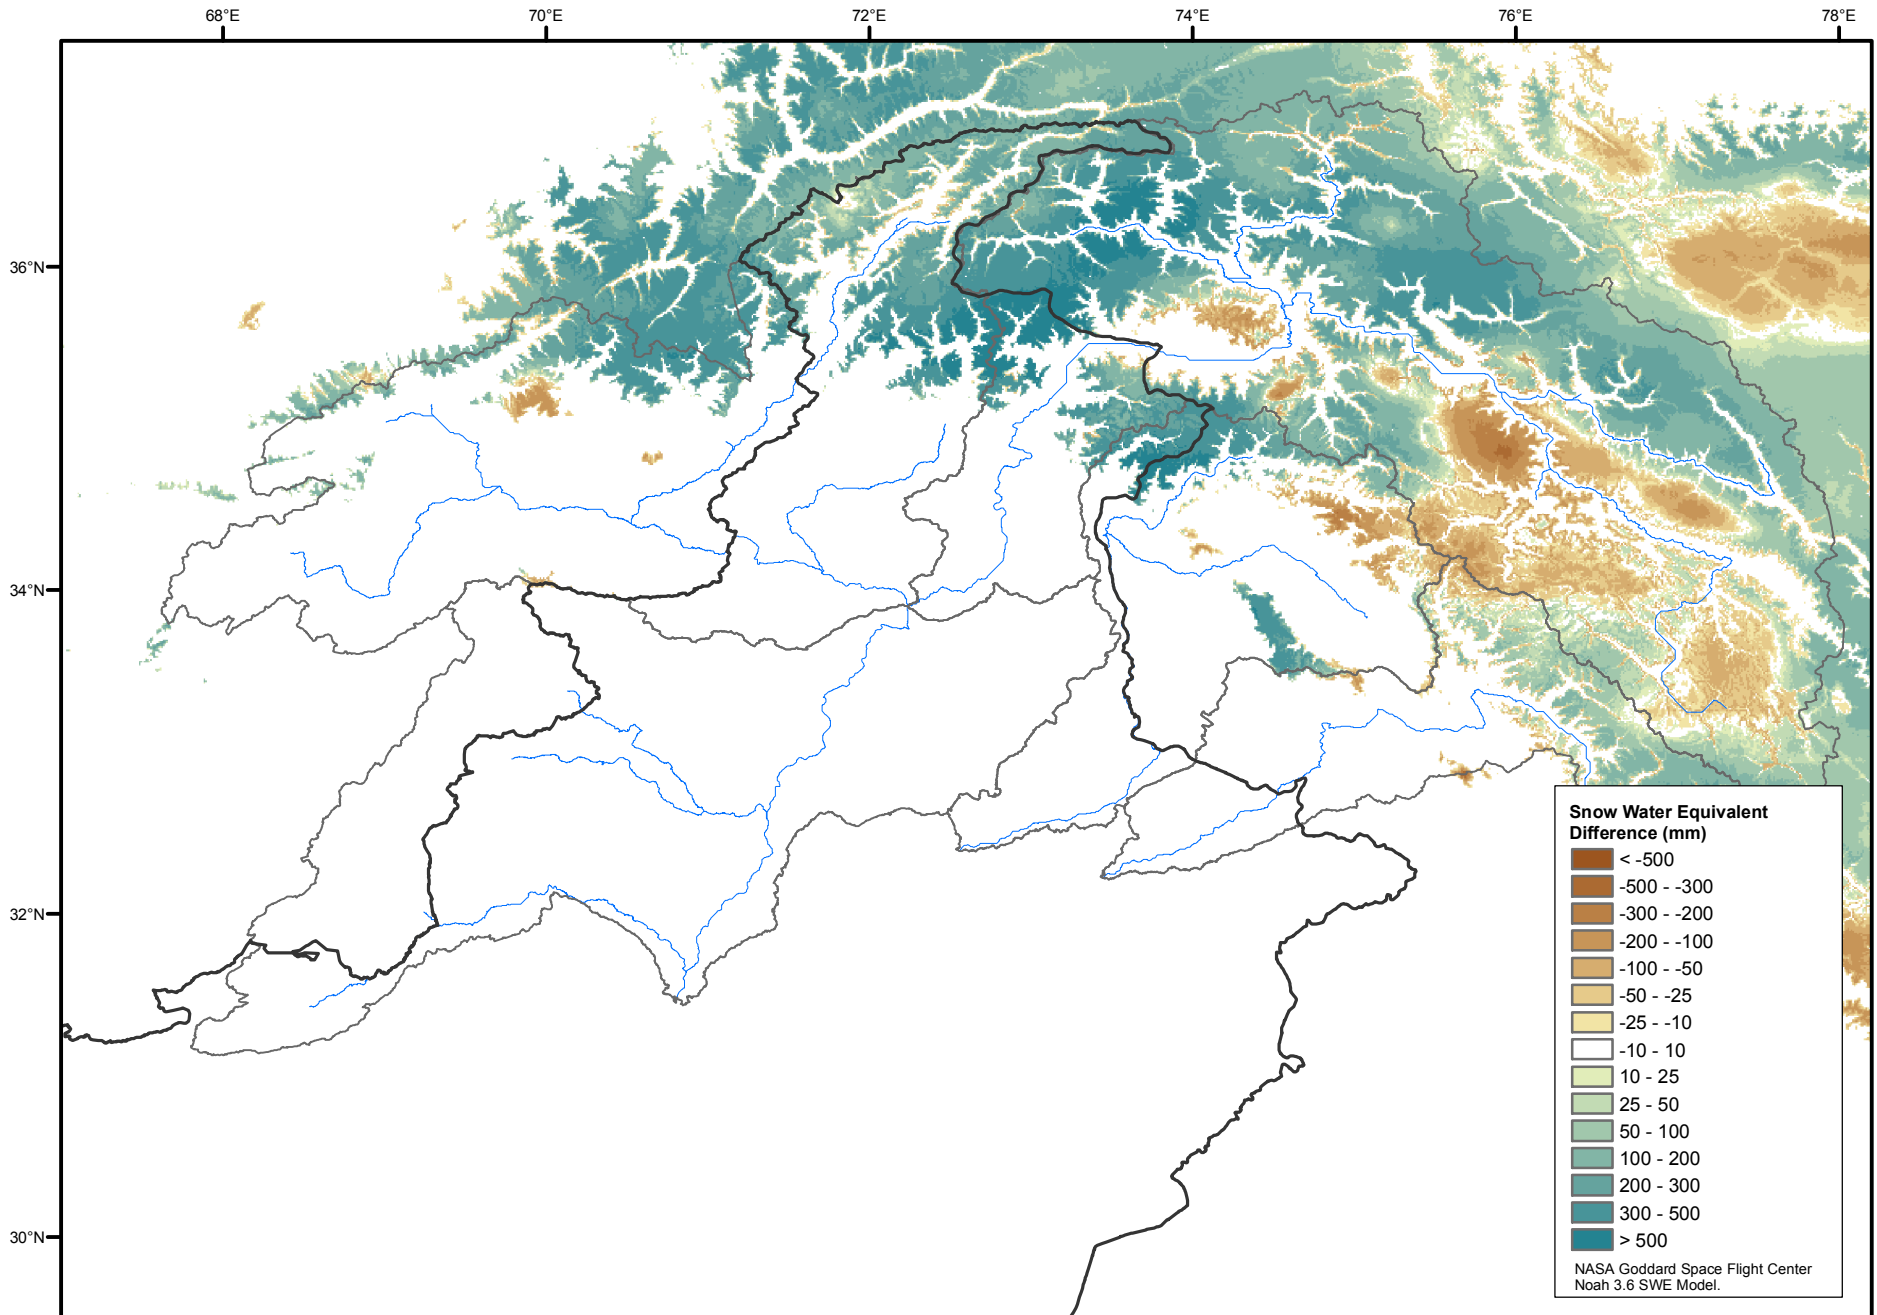 68°E 70°E 72°E 74°E 76°E 78°E
36°N
34°N
32°N
30°N
Snow Water Equivalent
Difference (mm)
< -500
-500 - -300
-300 - -200
-200 - -100
-100 - -50
-50 - -25
-25 - -10
-10 - 10
10 - 25
25 - 50
50 - 100
100 - 200
200 - 300
300 - 500
> 500
NASA Goddard Space Flight Center
Noah 3.6 SWE Model.